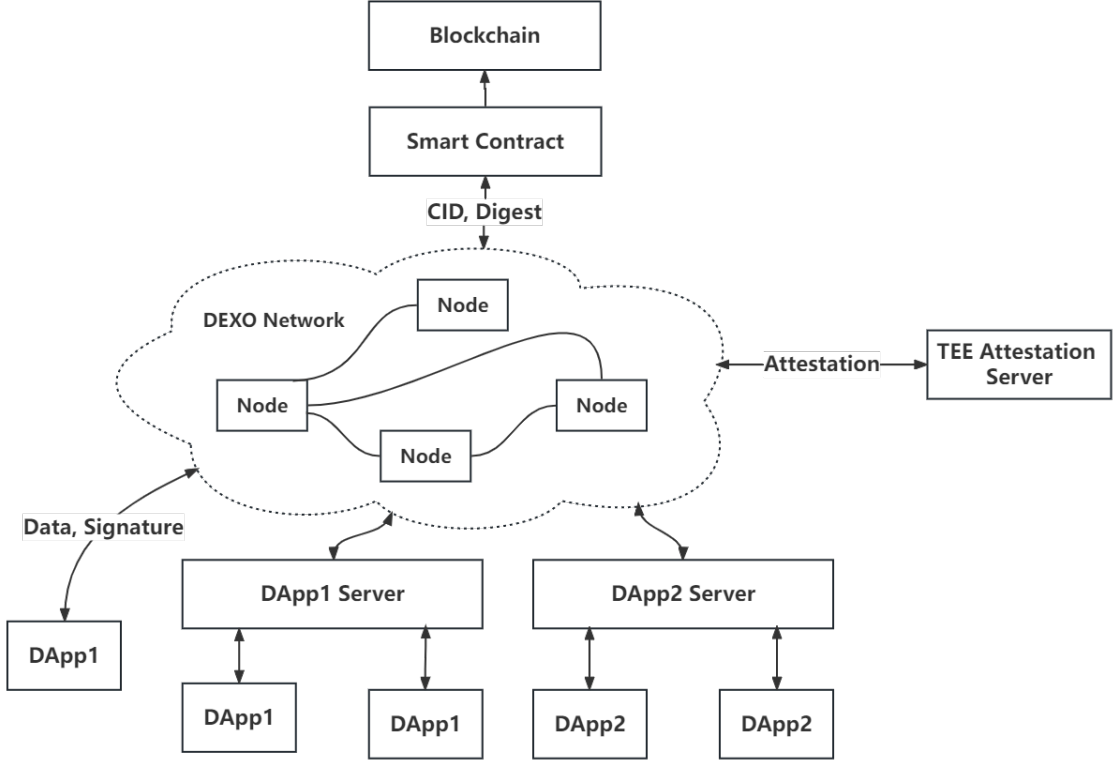 Blockchain
Smart Contract
CID, Digest
Node
DEXO Network
TEE Attestation
Server
Attestation
Node
Node
Node
Data, Signature
DApp1 Server
DApp2 Server
DApp1
DApp1
DApp1
DApp2
DApp2